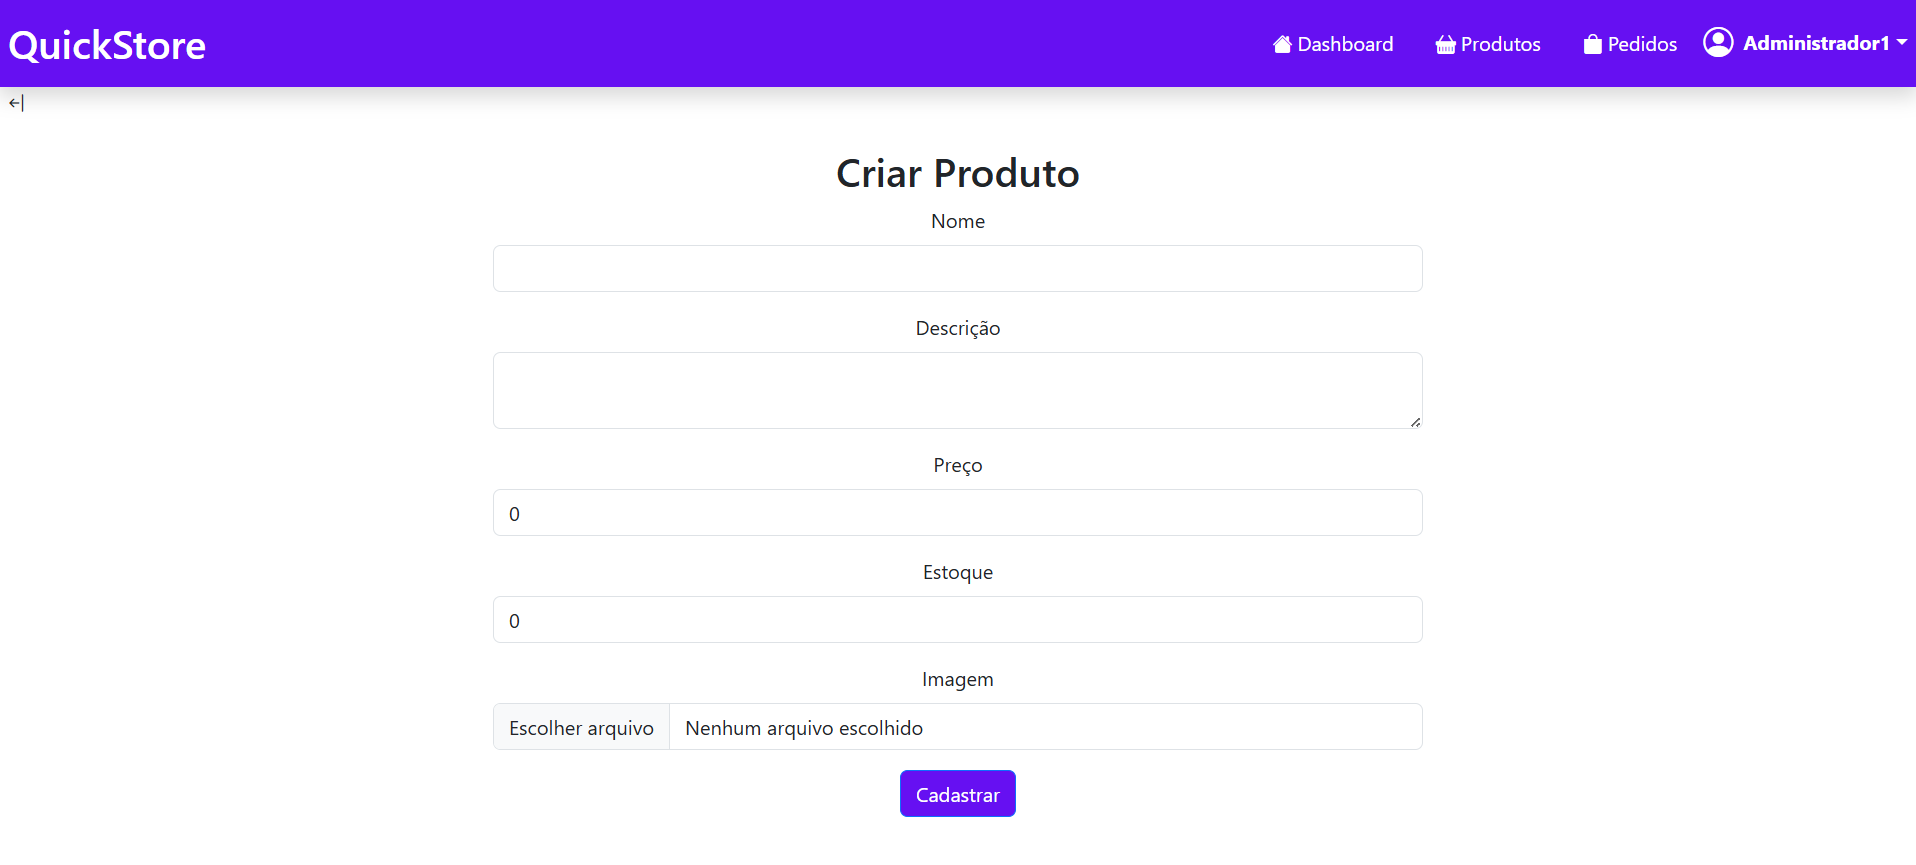 QuickStore
Dashboard Produtos Pedidos Administrador1
Criar Produto
Nome
Descrição
Preço
0
Estoque
0
Imagem
Escolher arquivo Nenhum arquivo escolhido
Cadastrar